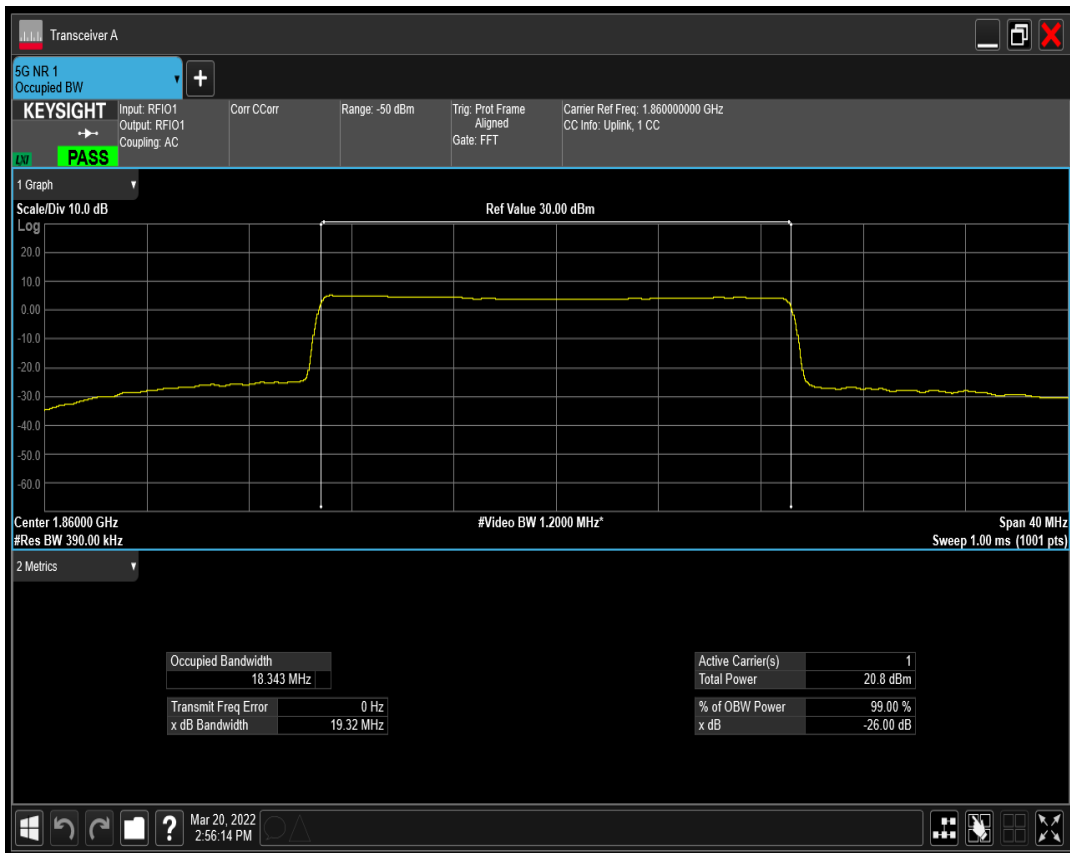 Transceiver A
5G NR 1
Occupied BW
+
KEYSIGHT
LXI
PASS
Input: RFIO1
Output: RFIO1
Coupling: AC
Corr CCorr
Range: -50 dBm
Trig: Prot Frame
Aligned
Gate: FFT
Carrier Ref Freq: 1.860000000 GHz
CC Info: Uplink, 1 CC
1 Graph
Scale/Div 10.0 dB
Ref Value 30.00 dBm
Log
20.0
10.0
0.00
-10.0
-20.0
-30.0
-40.0
-50.0
-60.0
Center 1.86000 GHz
#Video BW 1.2000 MHz*
Span 40 MHz
#Res BW 390.00 kHz
Sweep 1.00 ms (1001 pts)
2 Metrics
Occupied Bandwidth
18.343 MHz
Transmit Freq Error 0 Hz
x dB Bandwidth 19.32 MHz
Active Carrier(s) 1
Total Power 20.8 dBm
% of OBW Power 99.00 %
x dB -26.00 dB
?
Mar 20, 2022
2:56:14 PM